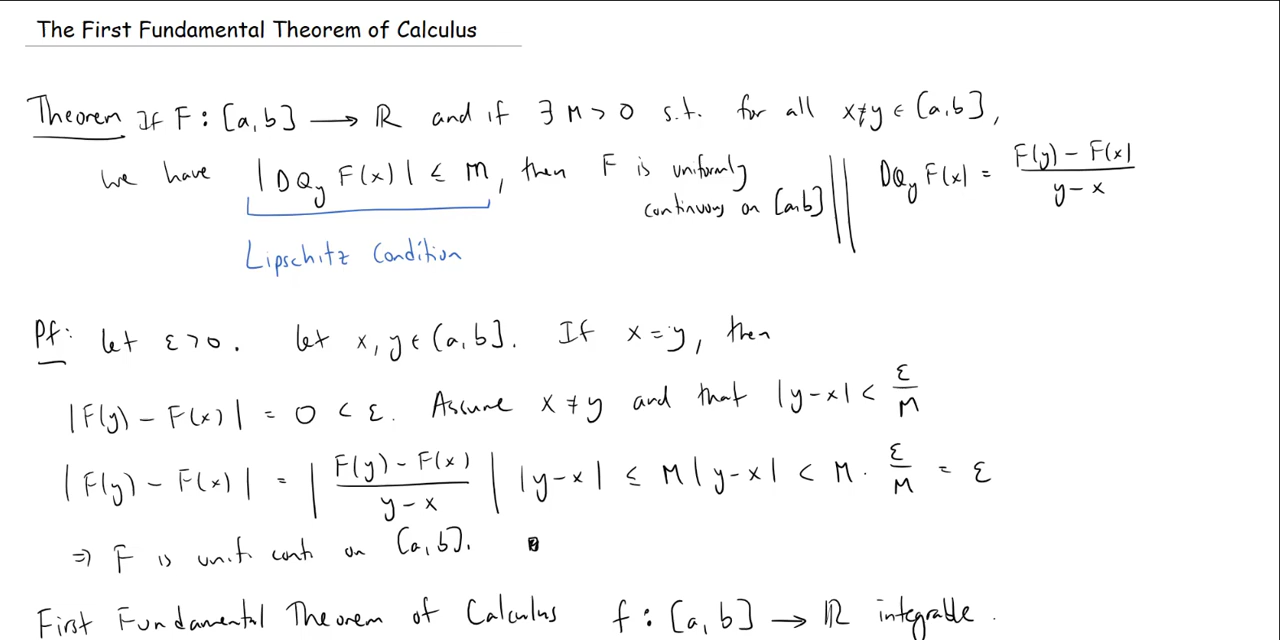 The First Fundamental Theorem of Calculus
Theorem If F : [a,b] → ℝ and if ∃ M > 0 s.t. for all x≠y ∈ [a,b],
we have |DQ_y F(x)| ≤ M, then F is uniformly continuous on [a,b] || DQ_y F(x) = (F(y) - F(x))/(y - x)
Lipschitz Condition
Pf: Let ε > 0. Let x, y ∈ [a,b]. If x = y, then
|F(y) - F(x)| = 0 < ε. Assume x ≠ y and that |y-x| < ε/M
|F(y) - F(x)| = |(F(y) - F(x))/(y - x)| |y-x| ≤ M|y-x| < M · ε/M = ε
⇒ F is unif. cont. on [a,b].
First Fundamental Theorem of Calculus f : [a,b] → ℝ integrable.